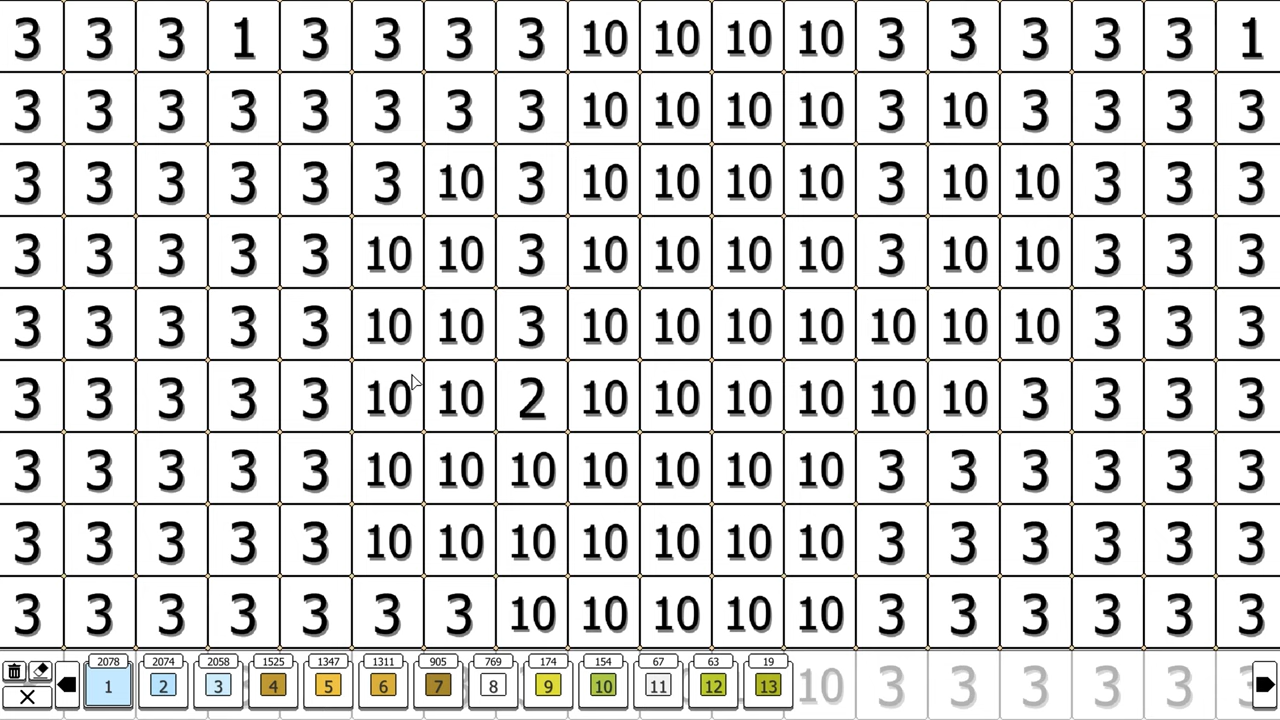 3 3 3 1 3 3 3 3 10 10 10 10 3 3 3 3 3 1
3 3 3 3 3 3 3 3 10 10 10 10 3 10 3 3 3 3
3 3 3 3 3 3 10 3 10 10 10 10 3 10 10 3 3 3
3 3 3 3 3 10 10 3 10 10 10 10 3 10 10 3 3 3
3 3 3 3 3 10 10 3 10 10 10 10 10 10 10 3 3 3
3 3 3 3 3 10 10 2 10 10 10 10 10 10 3 3 3 3
3 3 3 3 3 10 10 10 10 10 10 10 3 3 3 3 3 3
3 3 3 3 3 10 10 10 10 10 10 10 3 3 3 3 3 3
3 3 3 3 3 3 3 10 10 10 10 10 3 3 3 3 3 3
2078 2074 2058 1525 1347 1311 905 769 174 154 67 63 19
1 2 3 4 5 6 7 8 9 10 11 12 13 10 3 3 3 3 3